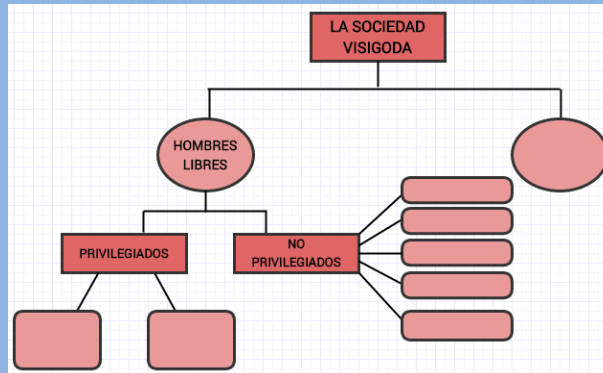 LA SOCIEDAD
VISIGODA
HOMBRES
LIBRES
PRIVILEGIADOS
NO
PRIVILEGIADOS